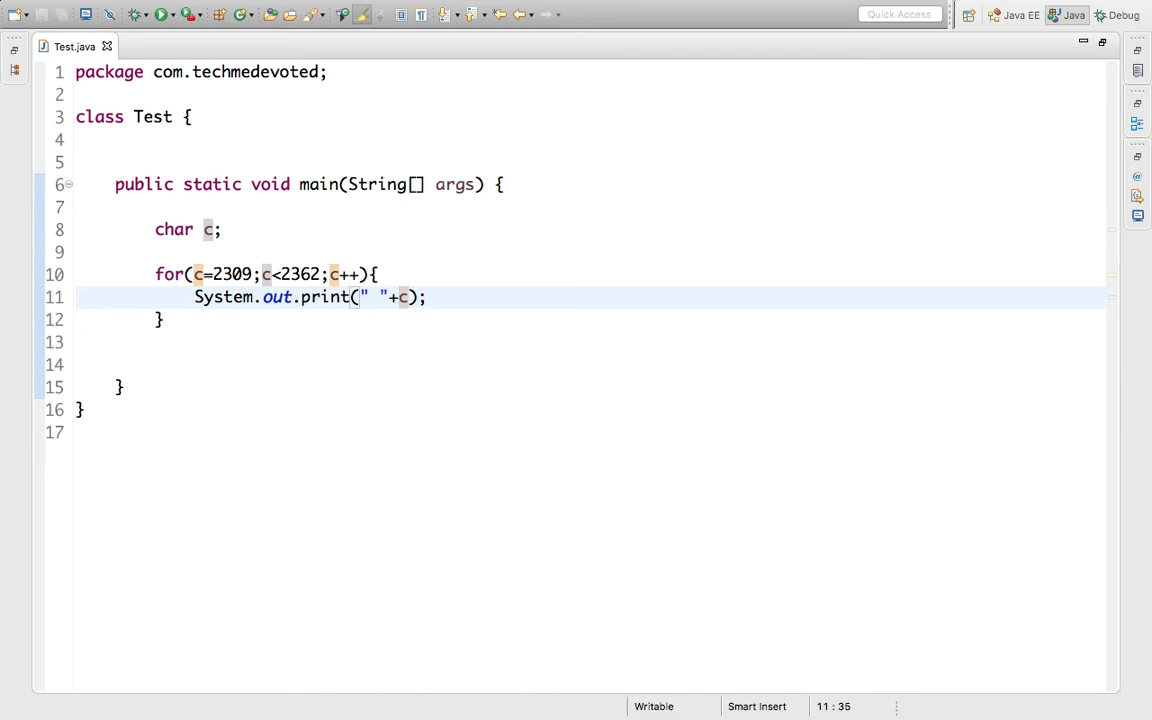 Quick Access
Java EE
Java
Debug
Test.java
1 package com.techmedevoted;
2
3 class Test {
4
5
6 public static void main(String[] args) {
7
8 char c;
9
10 for(c=2309;c<2362;c++){
11 System.out.print(" "+c);
12 }
13
14
15 }
16 }
17
Writable
Smart Insert
11 : 35